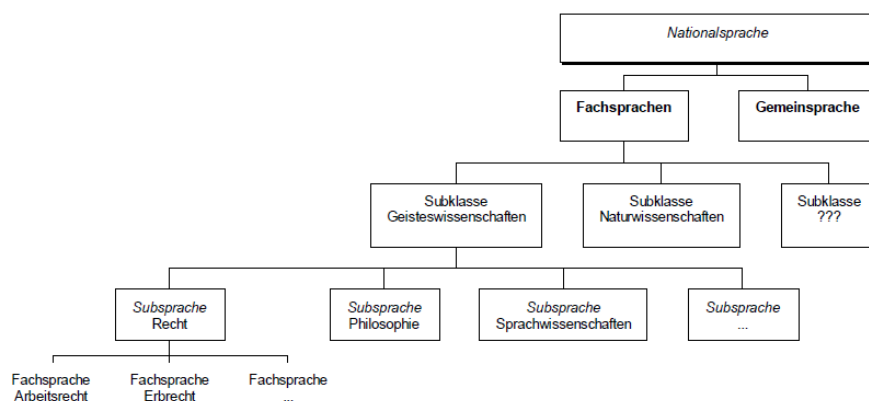 Nationalsprache
Fachsprachen
Gemeinsprache
Subklasse
Geisteswissenschaften
Subklasse
Naturwissenschaften
Subklasse
???
Subsprache
Recht
Subsprache
Philosophie
Subsprache
Sprachwissenschaften
Subsprache
...
Fachsprache
Arbeitsrecht
Fachsprache
Erbrecht
Fachsprache
...